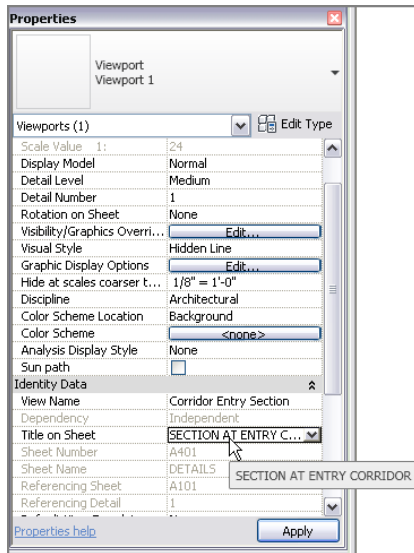 Properties
Viewport
Viewport 1
Viewports (1) Edit Type
Scale Value 1: 24
Display Model Normal
Detail Level Medium
Detail Number 1
Rotation on Sheet None
Visibility/Graphics Overri... Edit...
Visual Style Hidden Line
Graphic Display Options Edit...
Hide at scales coarser t... 1/8" = 1'-0"
Discipline Architectural
Color Scheme Location Background
Color Scheme <none>
Analysis Display Style None
Sun path
Identity Data
View Name Corridor Entry Section
Dependency Independent
Title on Sheet SECTION AT ENTRY C...
Sheet Number A401
Sheet Name DETAILS
SECTION AT ENTRY CORRIDOR
Referencing Sheet A101
Referencing Detail 1
Properties help Apply